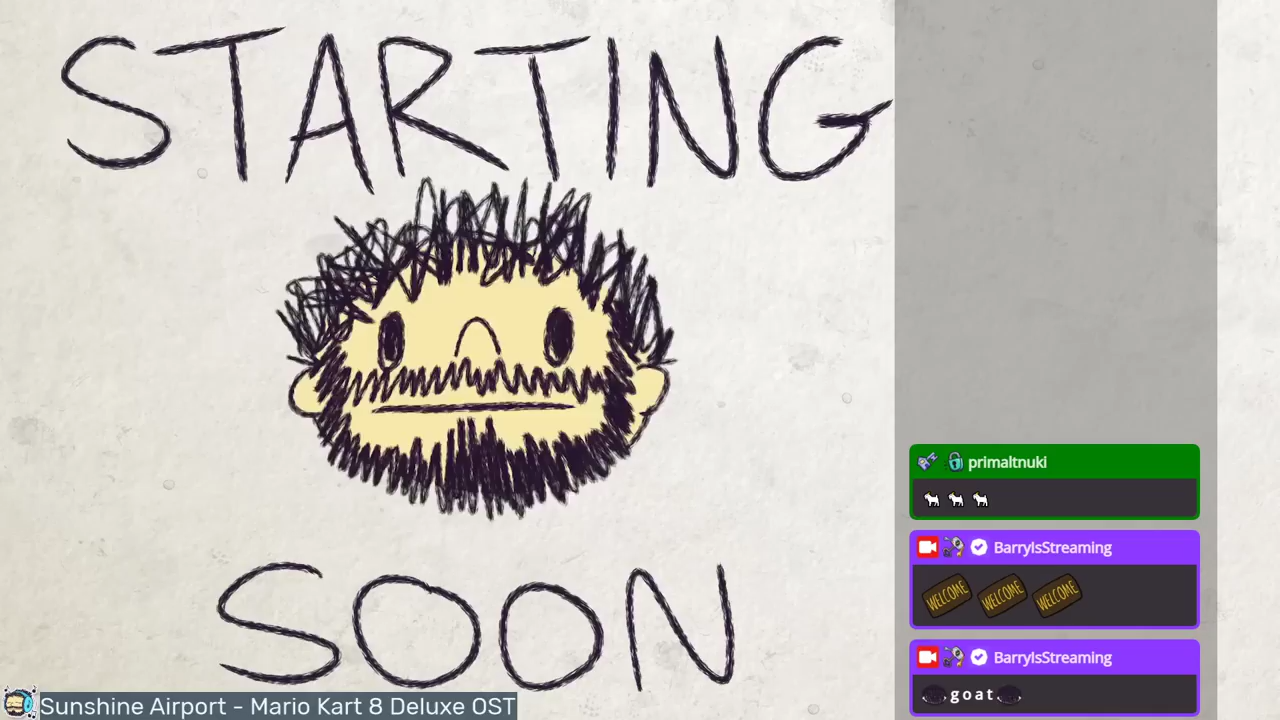 STARTING
SOON
primaltnuki
BarryIsStreaming
WELCOME WELCOME WELCOME
BarryIsStreaming
goat
Sunshine Airport - Mario Kart 8 Deluxe OST